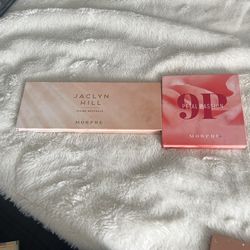 JACLYN
HILL
MORPHE
9P
PETAL PASSION
MORPHE